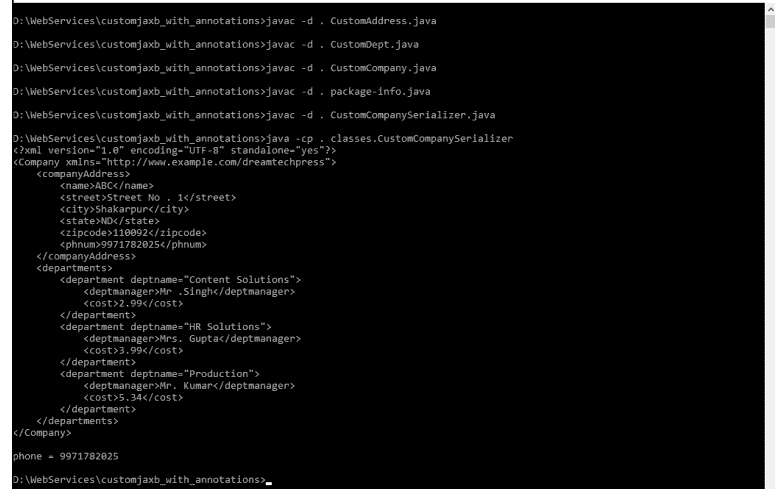 D:\WebServices\customjaxb_with_annotations>javac -d . CustomAddress.java
D:\WebServices\customjaxb_with_annotations>javac -d . CustomDept.java
D:\WebServices\customjaxb_with_annotations>javac -d . CustomCompany.java
D:\WebServices\customjaxb_with_annotations>javac -d . package-info.java
D:\WebServices\customjaxb_with_annotations>javac -d . CustomCompanySerializer.java
D:\WebServices\customjaxb_with_annotations>java -cp . classes.CustomCompanySerializer
<?xml version="1.0" encoding="UTF-8" standalone="yes"?>
<Company xmlns="http://www.example.com/dreamtechpress">
    <companyAddress>
        <name>ABC</name>
        <street>Street No . 1</street>
        <city>Shakarpur</city>
        <state>ND</state>
        <zipcode>110092</zipcode>
        <phnum>9971782025</phnum>
    </companyAddress>
    <departments>
        <department deptname="Content Solutions">
            <deptmanager>Mr .Singh</deptmanager>
            <cost>2.99</cost>
        </department>
        <department deptname="HR Solutions">
            <deptmanager>Mrs. Gupta</deptmanager>
            <cost>3.99</cost>
        </department>
        <department deptname="Production">
            <deptmanager>Mr. Kumar</deptmanager>
            <cost>5.34</cost>
        </department>
    </departments>
</Company>
phone = 9971782025
D:\WebServices\customjaxb_with_annotations>